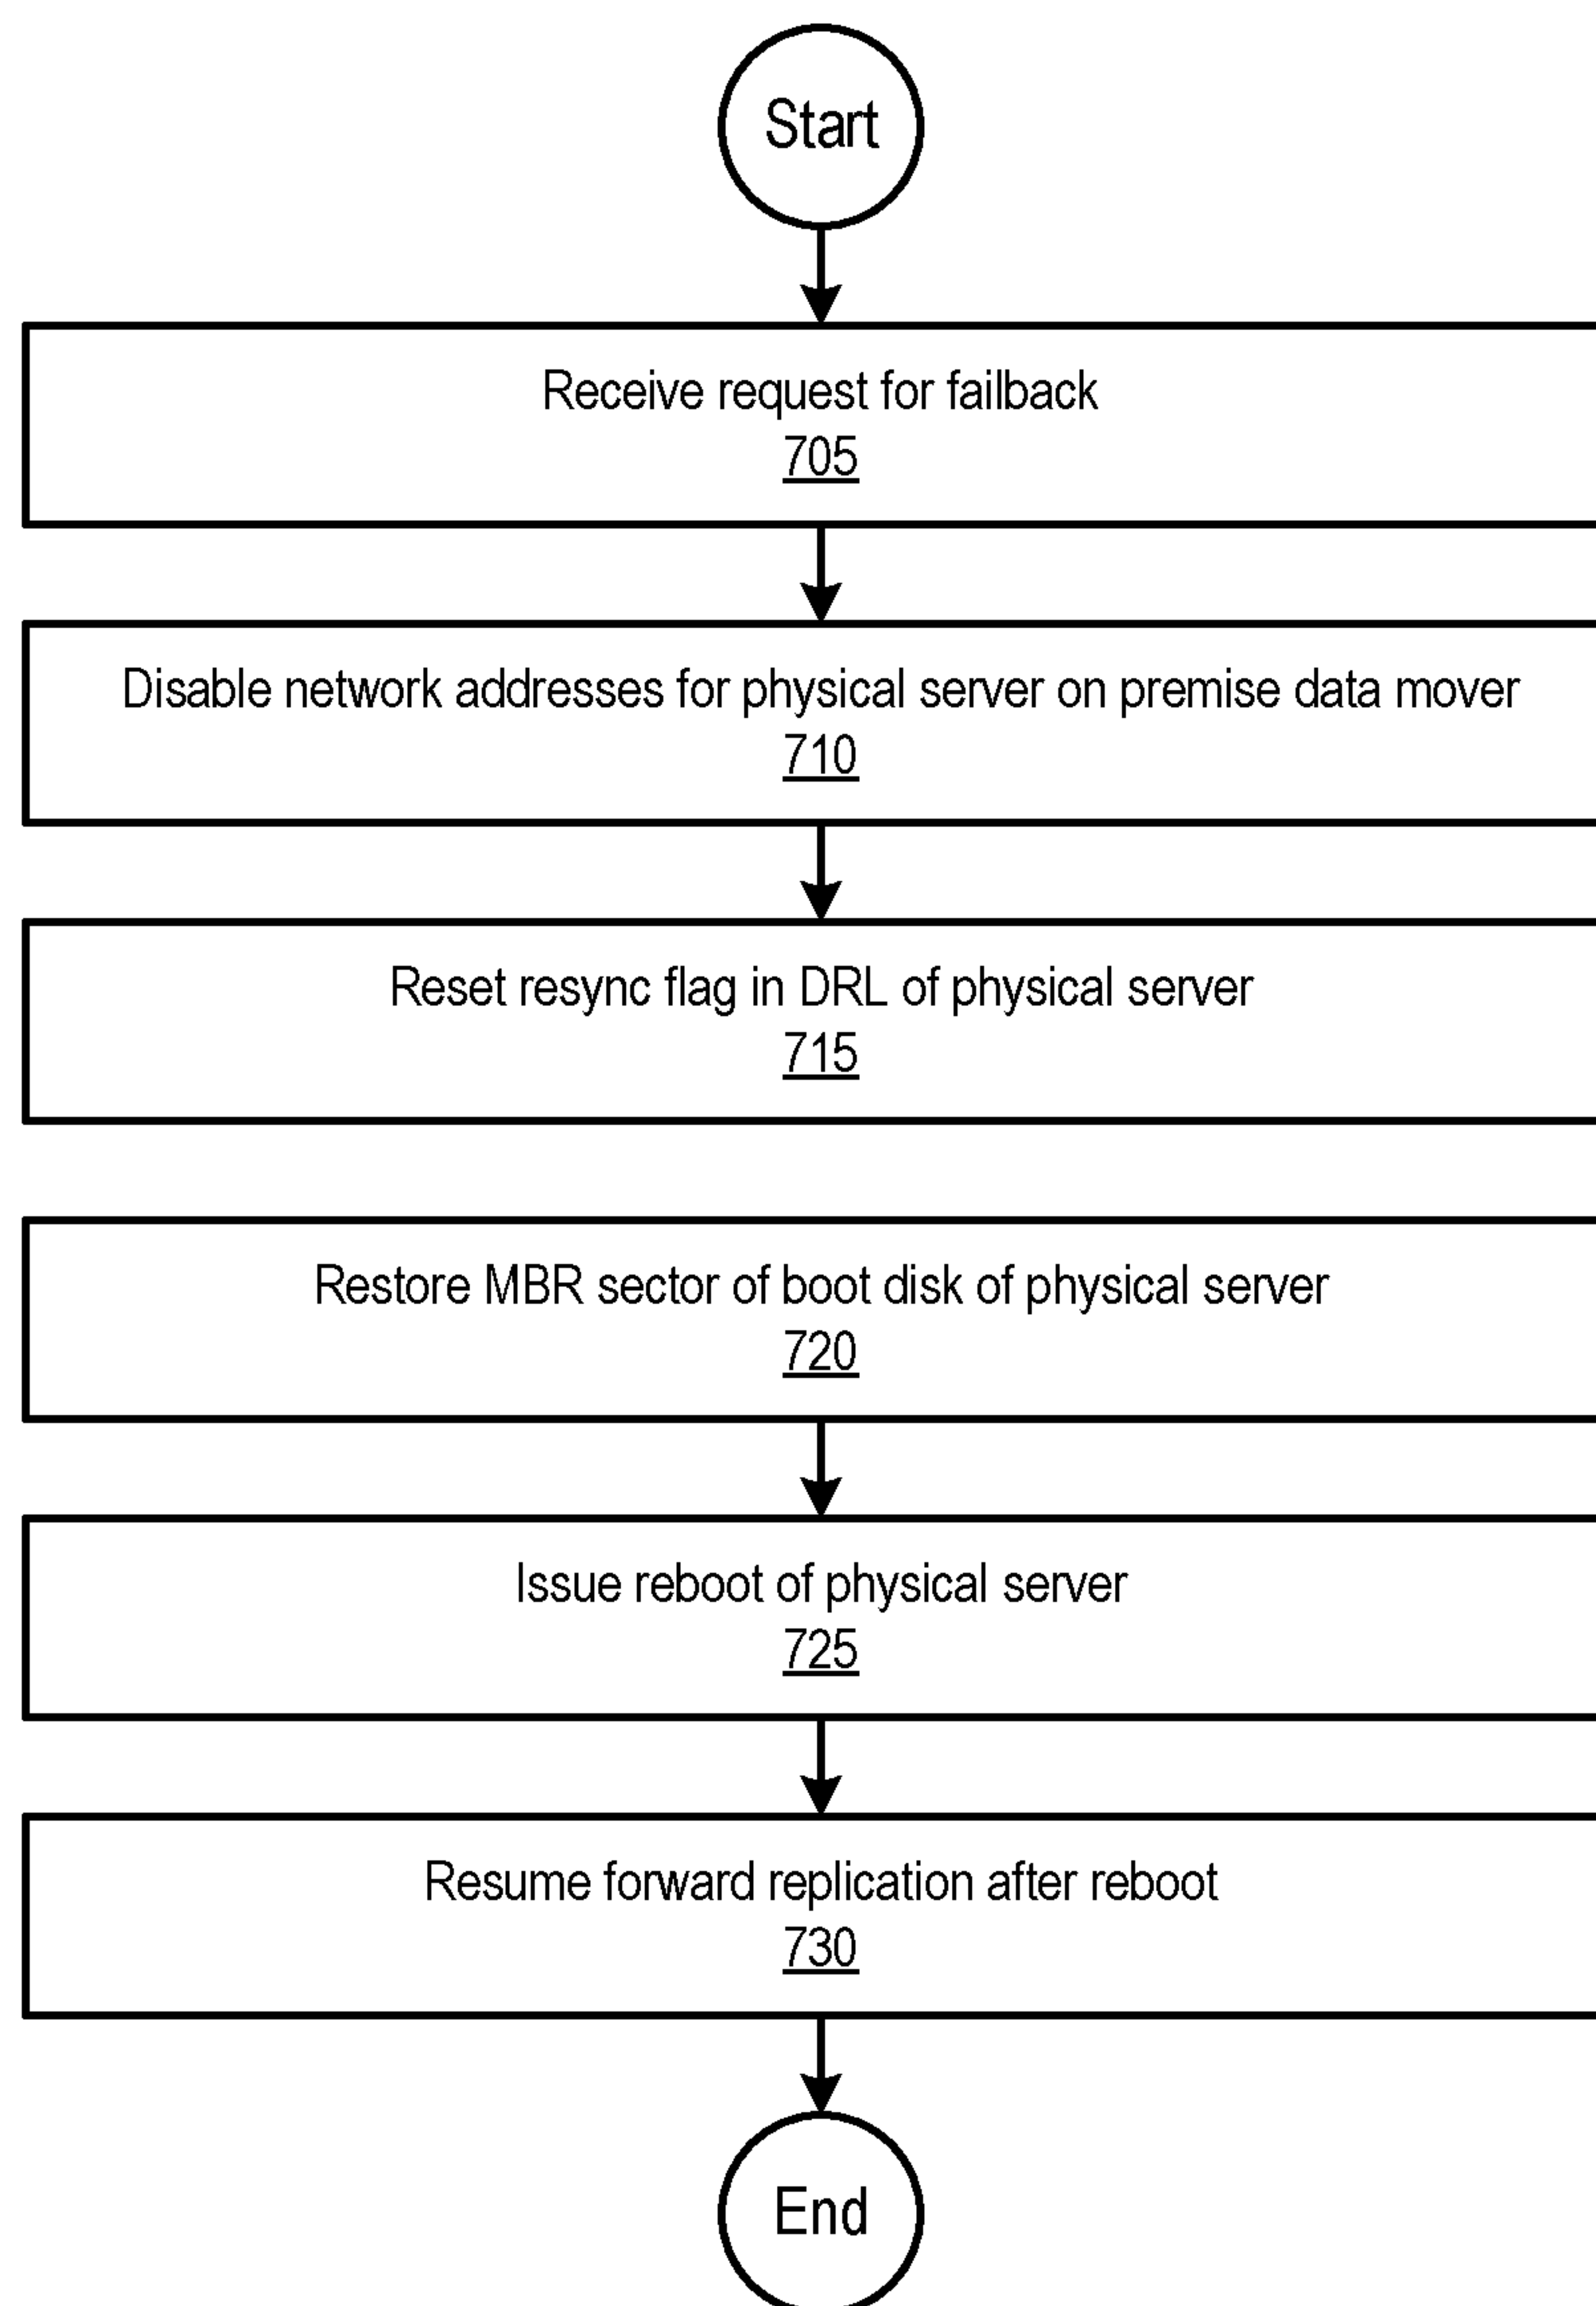 Start
Receive request for failback
705
Disable network addresses for physical server on premise data mover
710
Reset resync flag in DRL of physical server
715
Restore MBR sector of boot disk of physical server
720
Issue reboot of physical server
725
Resume forward replication after reboot
730
End